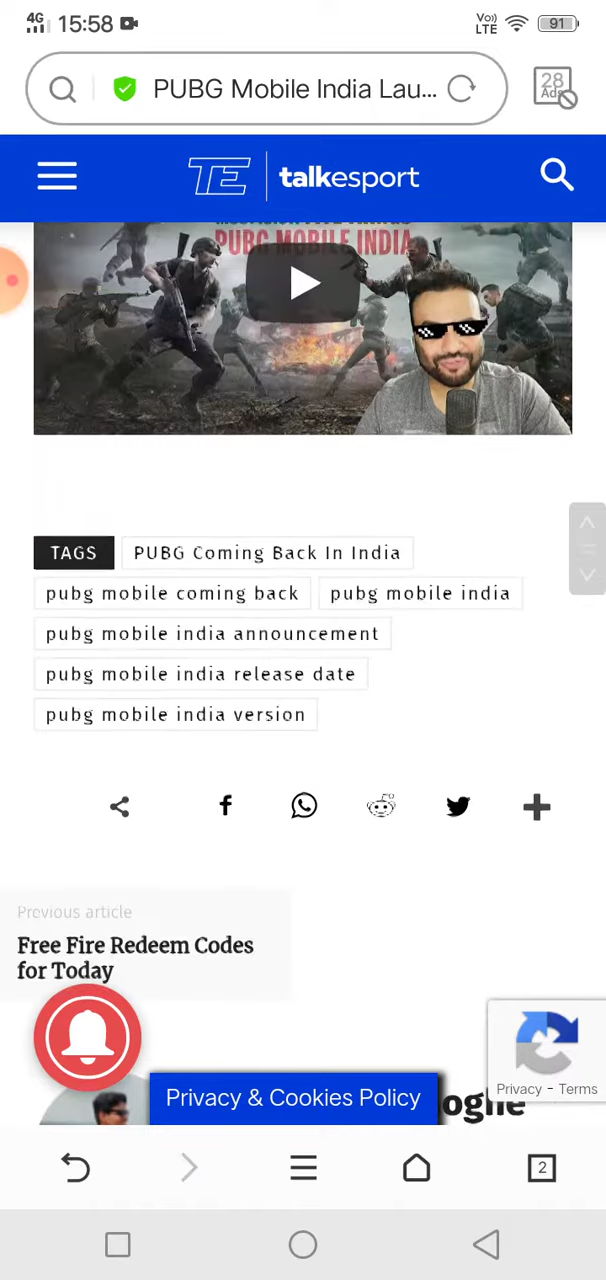 4G 15:58 Vo)) LTE 91
PUBG Mobile India Lau... 28 Ads
TE talkesport
PUBG MOBILE INDIA
TAGS PUBG Coming Back In India
pubg mobile coming back pubg mobile india
pubg mobile india announcement
pubg mobile india release date
pubg mobile india version
Previous article
Free Fire Redeem Codes
for Today
Privacy - Terms
Privacy & Cookies Policy
2